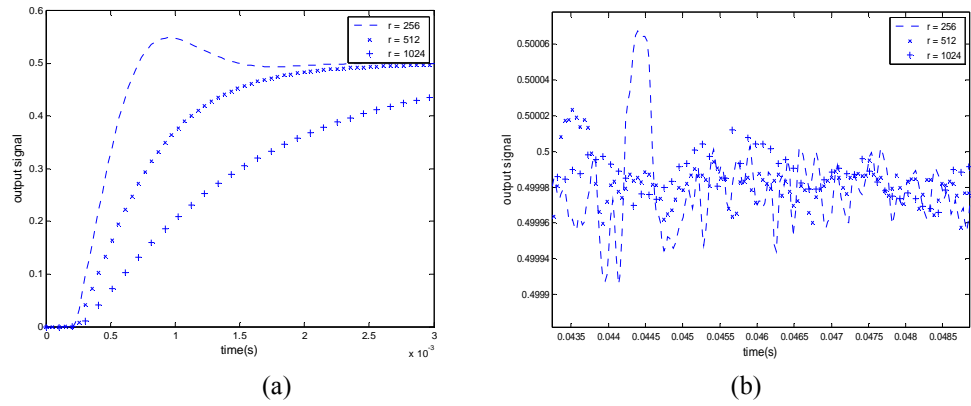 0.6
0.5
0.4
0.3
0.2
0.1
0
output signal
0
0.5
1
1.5
2
2.5
3
time(s)
x 10⁻³
r = 256
r = 512
r = 1024
(a)
0.50006
0.50004
0.50002
0.5
0.49998
0.49996
0.49994
0.4999
output signal
0.0435
0.044
0.0445
0.045
0.0455
0.046
0.0465
0.047
0.0475
0.048
0.0485
time(s)
r = 256
r = 512
r = 1024
(b)